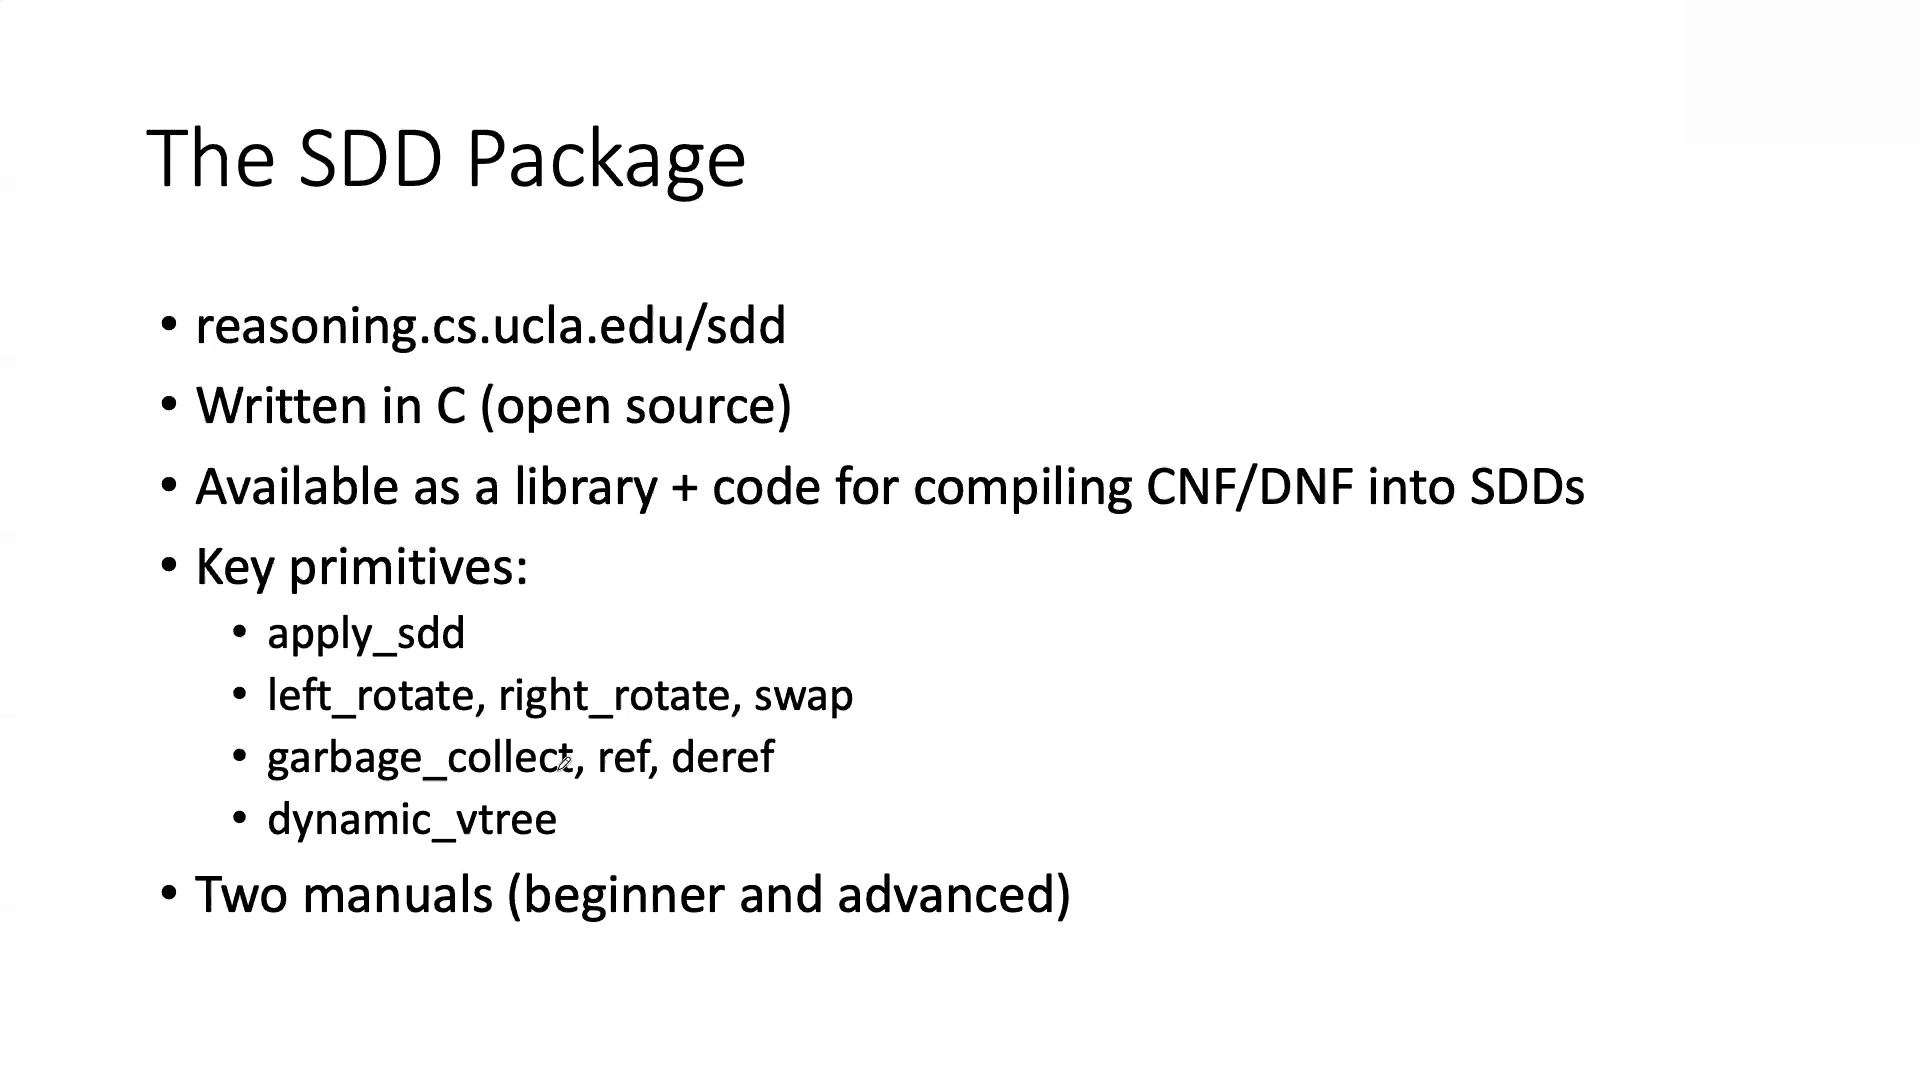 The SDD Package
• reasoning.cs.ucla.edu/sdd
• Written in C (open source)
• Available as a library + code for compiling CNF/DNF into SDDs
• Key primitives:
• apply_sdd
• left_rotate, right_rotate, swap
• garbage_collect, ref, deref
• dynamic_vtree
• Two manuals (beginner and advanced)